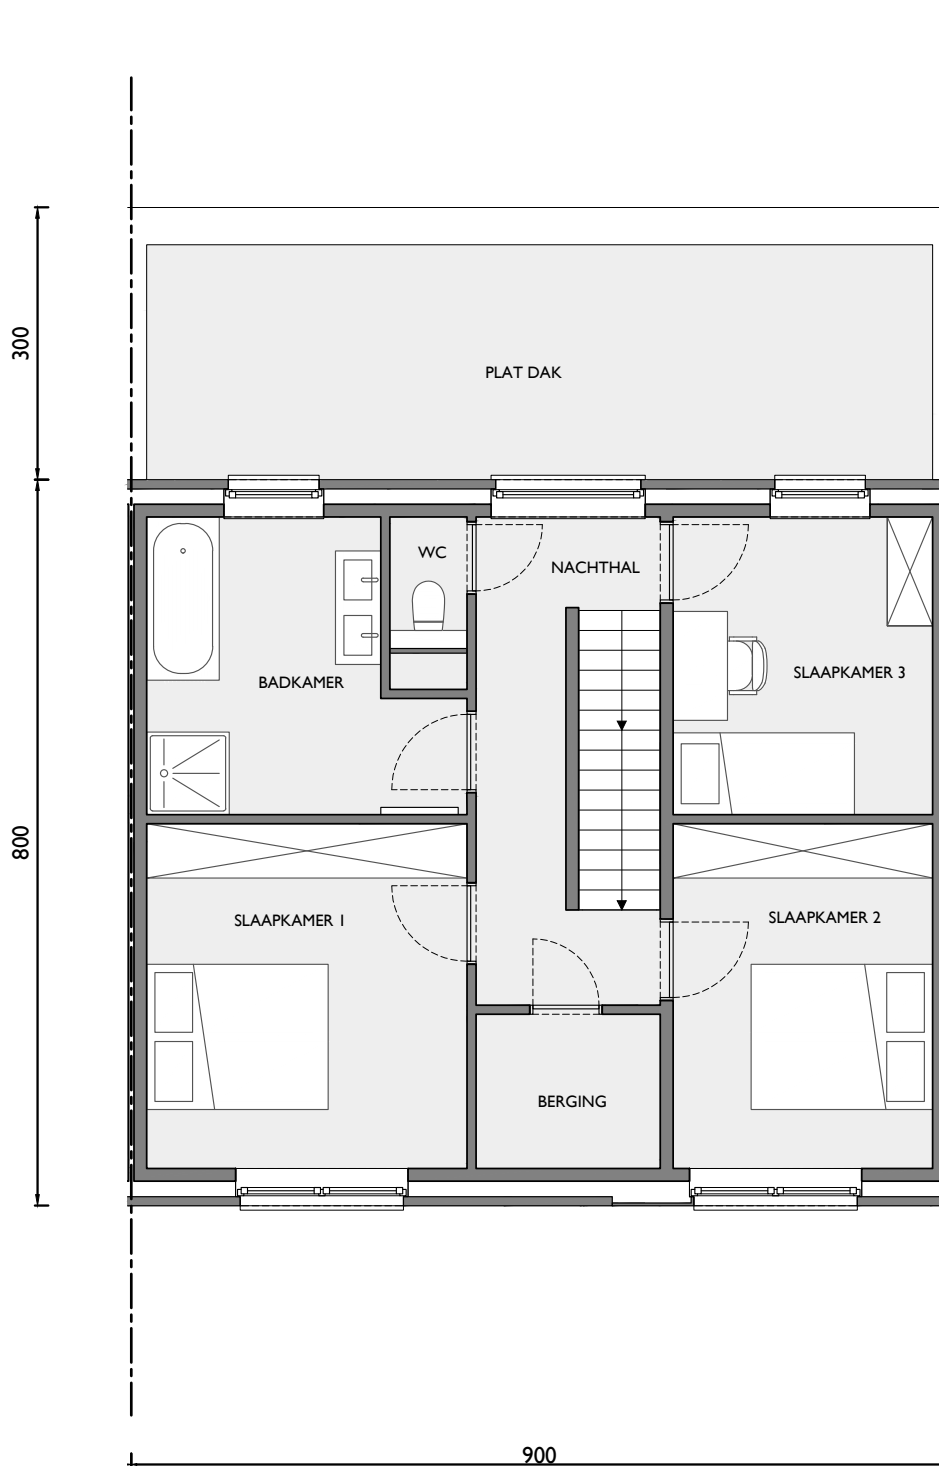 300
PLAT DAK
WC
NACHTHAL
SLAAPKAMER 3
BADKAMER
800
SLAAPKAMER 1
SLAAPKAMER 2
BERGING
900